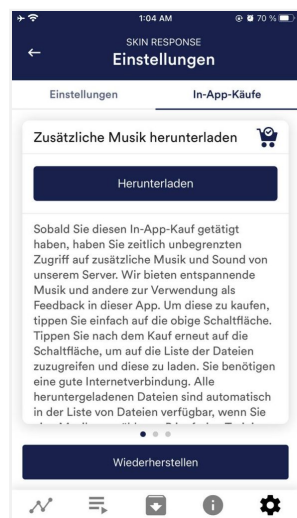 1:04 AM
70 %
SKIN RESPONSE
Einstellungen
Einstellungen
In-App-Käufe
Zusätzliche Musik herunterladen
Herunterladen
Sobald Sie diesen In-App-Kauf getätigt
haben, haben Sie zeitlich unbegrenzten
Zugriff auf zusätzliche Musik und Sound von
unserem Server. Wir bieten entspannende
Musik und andere zur Verwendung als
Feedback in dieser App. Um diese zu kaufen,
tippen Sie einfach auf die obige Schaltfläche.
Tippen Sie nach dem Kauf erneut auf die
Schaltfläche, um auf die Liste der Dateien
zuzugreifen und diese zu laden. Sie benötigen
eine gute Internetverbindung. Alle
heruntergeladenen Dateien sind automatisch
in der Liste von Dateien verfügbar, wenn Sie
Wiederherstellen